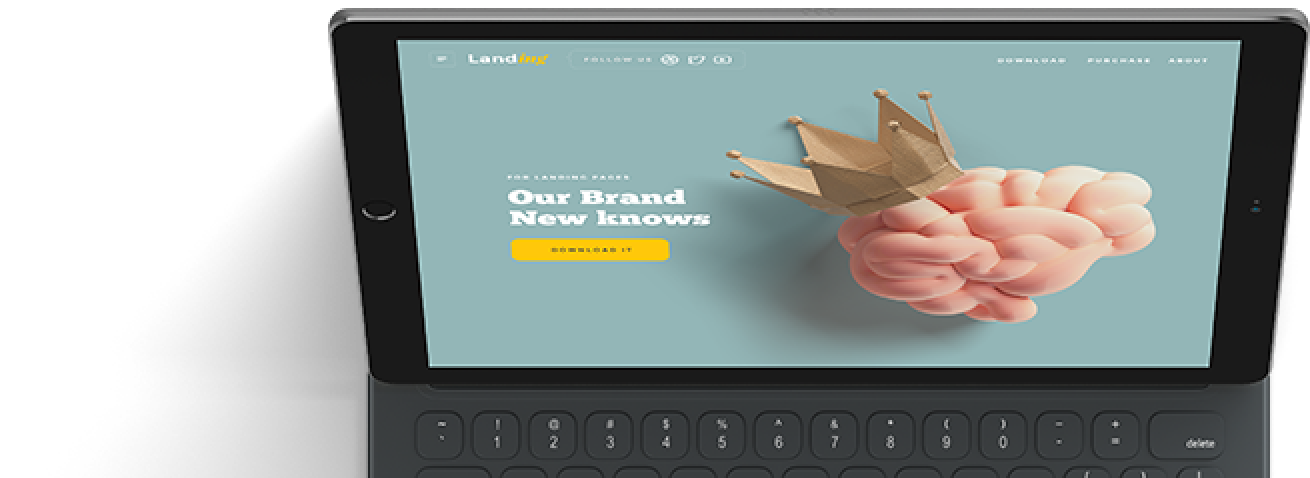 Landing
FOLLOW US
DOWNLOAD PURCHASE ABOUT
FOR LANDING PAGES
Our Brand
New knows
DOWNLOAD IT
~ ! @ # $ % ^ & * ( ) - +
` 1 2 3 4 5 6 7 8 9 0 - = delete